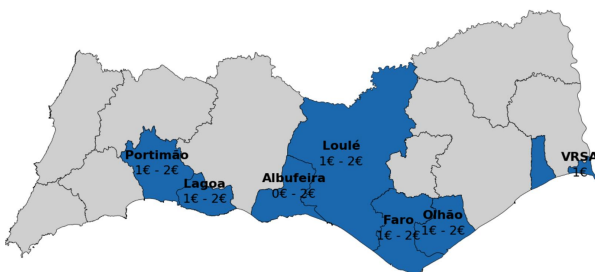 Loulé
1€ - 2€
Portimão
1€ - 2€
VRSA
1€
Albufeira
0€ - 2€
Lagoa
1€ - 2€
Faro
1€ - 2€
Olhão
1€ - 2€